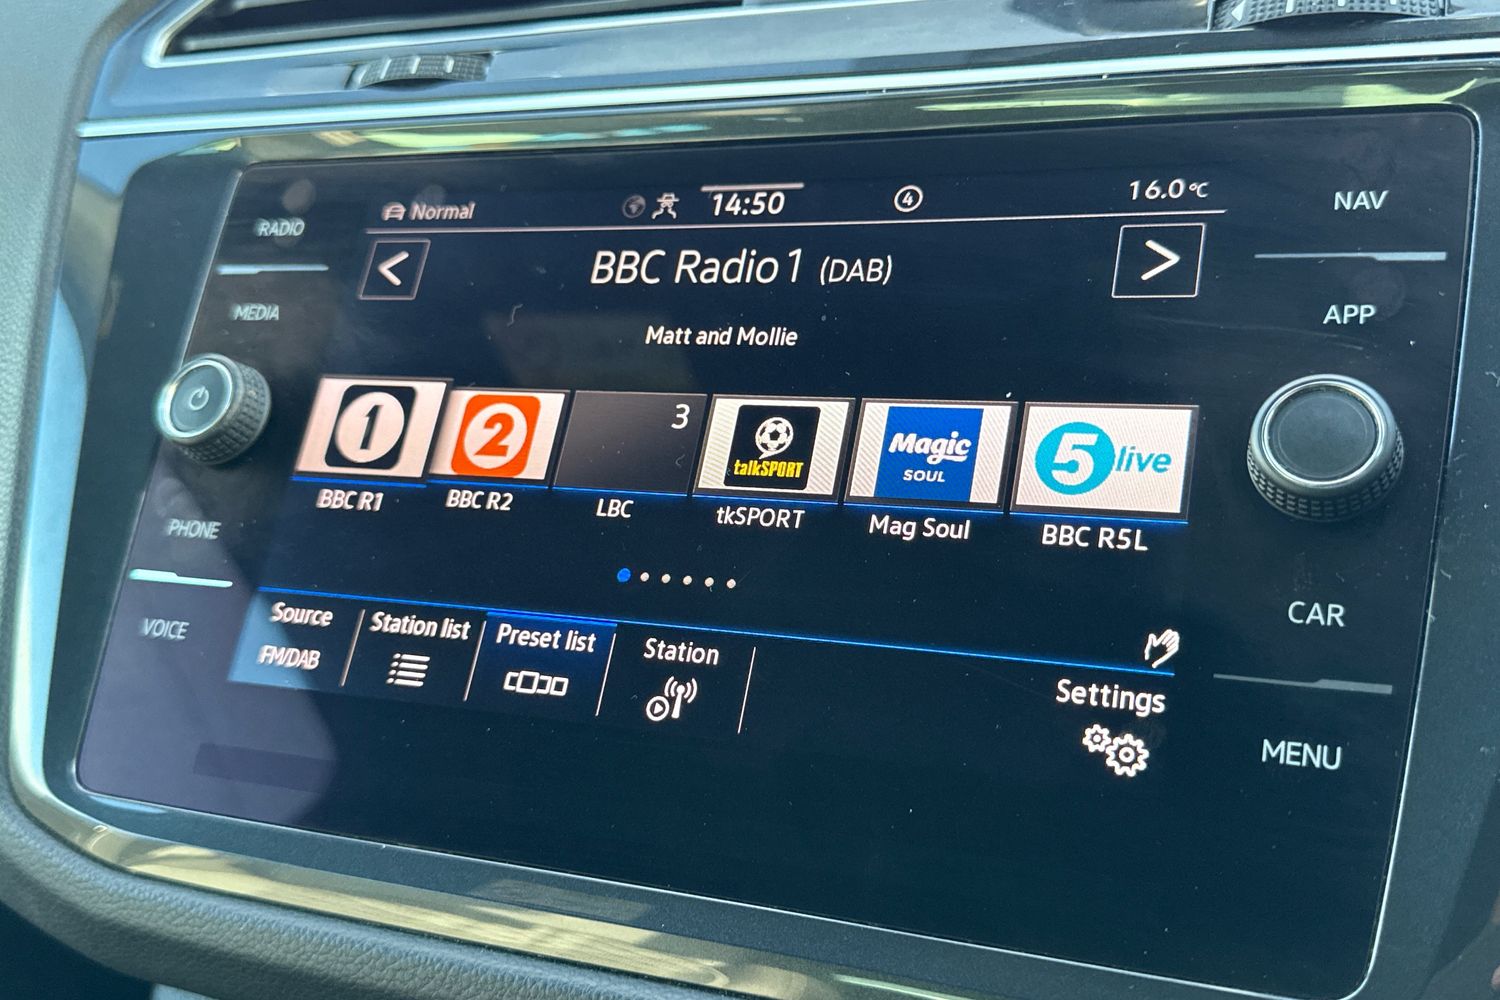 RADIO
Normal
14:50
4
16.0°C
NAV
<
BBC Radio 1 (DAB)
>
MEDIA
APP
Matt and Mollie
1
2
3
talkSPORT
Magic
SOUL
5 live
BBC R1
BBC R2
LBC
tkSPORT
Mag Soul
BBC R5L
PHONE
CAR
VOICE
Source
FM/DAB
Station list
Preset list
Station
Settings
MENU